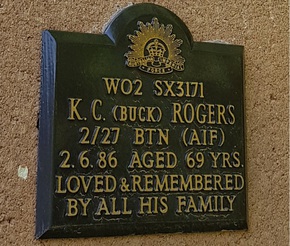 WO2 SX3171
K. C. (BUCK) ROGERS
2/27 BTN (AIF)
2.6.86 AGED 69 YRS.
LOVED & REMEMBERED
BY ALL HIS FAMILY